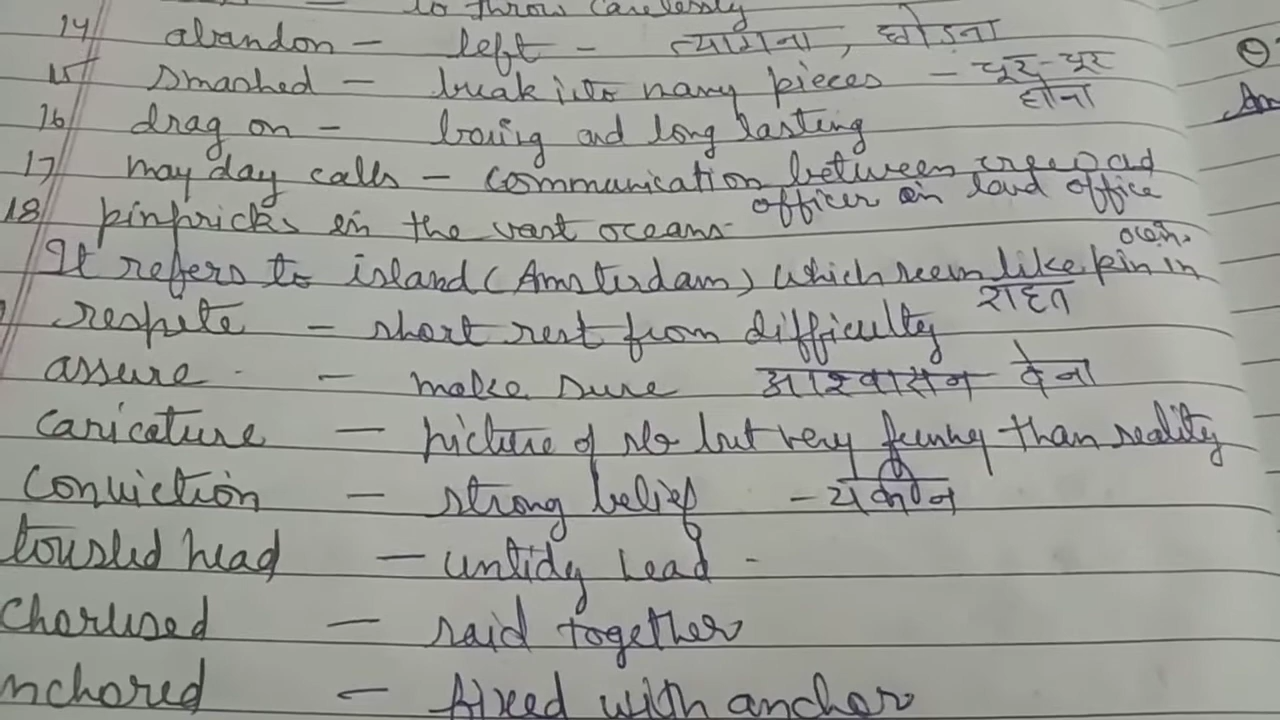 to throw carelessly
14 abandon - left - त्यागना, छोड़ना
15 Smashed - break into many pieces - चूर-चूर होना
16 drag on - boring and long lasting
17 may day calls - Communication between crew and officer in land office
18 pinpricks in the vast oceans-
It refers to island (Amsterdam) which seem like pin in ocean.
respite - short rest from difficulty राहत
assure - make sure आश्वासन देना
Caricature - picture of sb but very funny than reality
Conviction - strong belief - यकीन
tousled head - untidy head -
Chorused - said together
nchored - fixed with anchor
Q
An